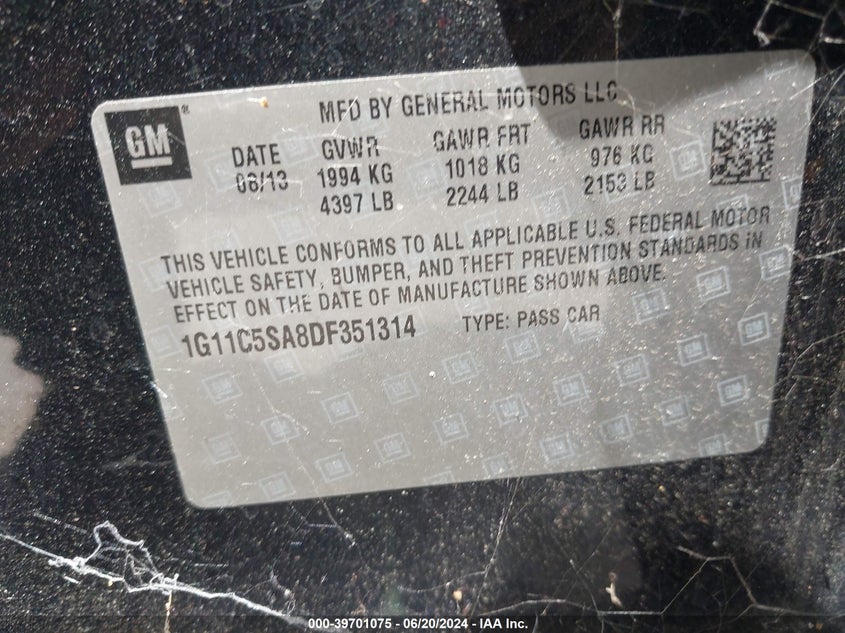 GM®
MFD BY GENERAL MOTORS LLC
DATE GVWR GAWR FRT GAWR RR
06/13 1994 KG 1018 KG 976 KG
4397 LB 2244 LB 2153 LB
THIS VEHICLE CONFORMS TO ALL APPLICABLE U.S. FEDERAL MOTOR
VEHICLE SAFETY, BUMPER, AND THEFT PREVENTION STANDARDS IN
EFFECT ON THE DATE OF MANUFACTURE SHOWN ABOVE.
1G11C5SA8DF351314 TYPE: PASS CAR
000-39701075 - 06/20/2024 - IAA Inc.